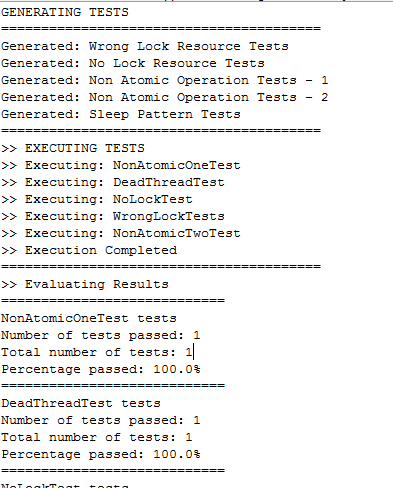 GENERATING TESTS
========================================
Generated: Wrong Lock Resource Tests
Generated: No Lock Resource Tests
Generated: Non Atomic Operation Tests - 1
Generated: Non Atomic Operation Tests - 2
Generated: Sleep Pattern Tests
========================================
>> EXECUTING TESTS
>> Executing: NonAtomicOneTest
>> Executing: DeadThreadTest
>> Executing: NoLockTest
>> Executing: WrongLockTests
>> Executing: NonAtomicTwoTest
>> Execution Completed
========================================
>> Evaluating Results
============================
NonAtomicOneTest tests
Number of tests passed: 1
Total number of tests: 1
Percentage passed: 100.0%
============================
DeadThreadTest tests
Number of tests passed: 1
Total number of tests: 1
Percentage passed: 100.0%
============================
NoLockTest tests